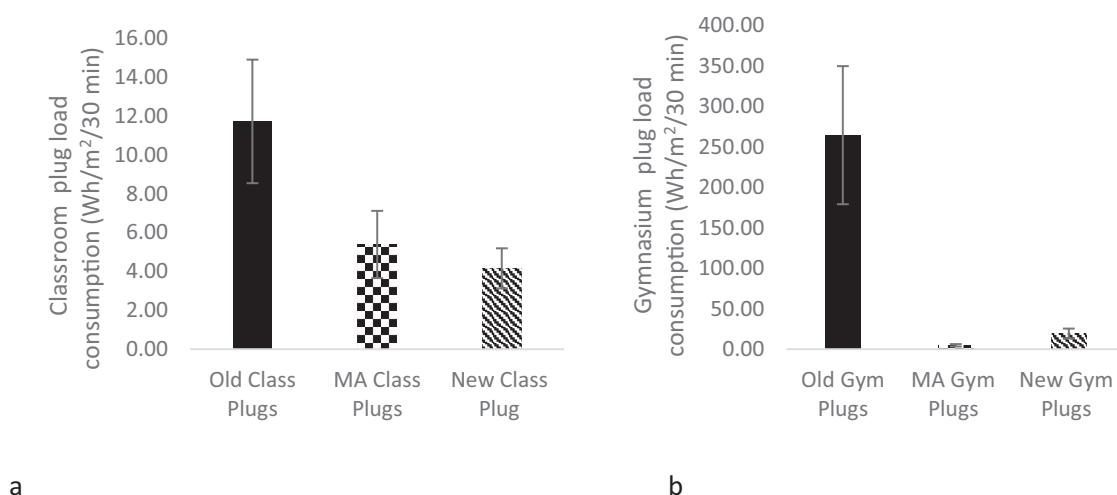 Classroom plug load
consumption (Wh/m²/30 min)
16.00
14.00
12.00
10.00
8.00
6.00
4.00
2.00
0.00
Old Class
Plugs
MA Class
Plugs
New Class
Plug
a
Gymnasium plug load
consumption (Wh/m²/30 min)
400.00
350.00
300.00
250.00
200.00
150.00
100.00
50.00
0.00
Old Gym
Plugs
MA Gym
Plugs
New Gym
Plugs
b